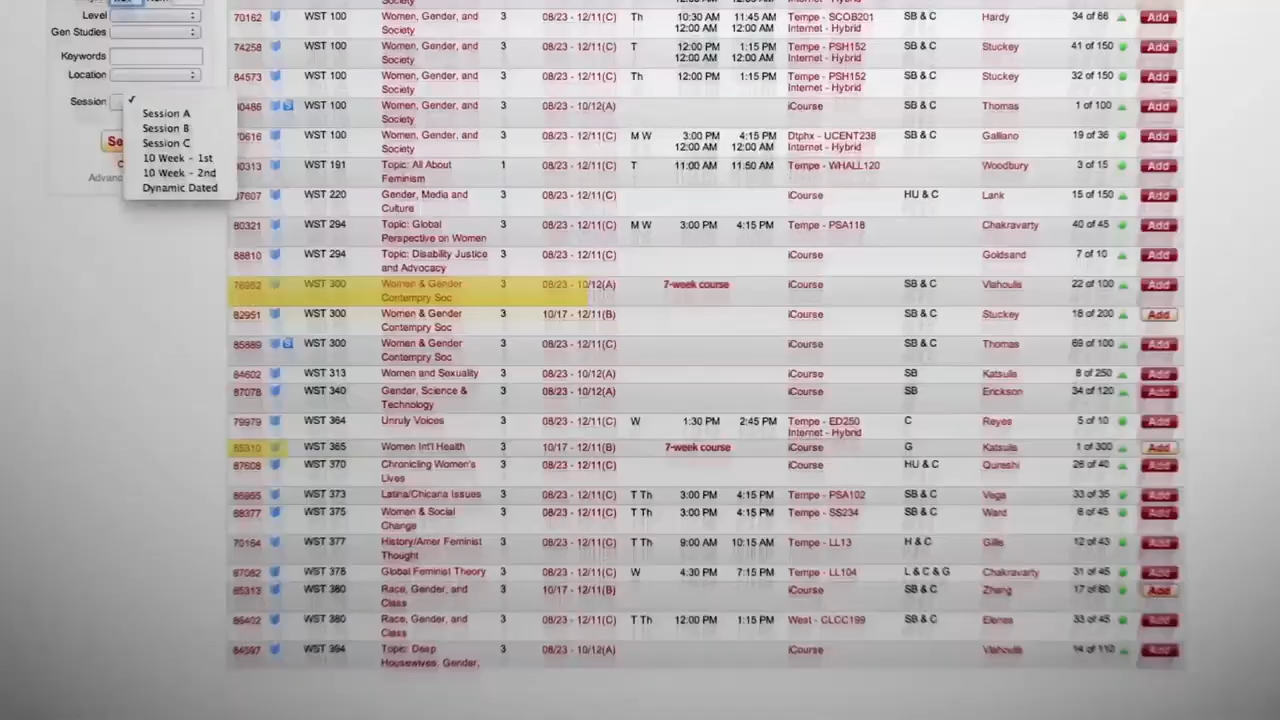 Level
Gen Studies
Keywords
Location
Session
Session A
Session B
Session C
10 Week - 1st
10 Week - 2nd
Dynamic Dated
Society
70162 WST 100 Women, Gender, and Society 3 08/23 - 12/11(C) Th 10:30 AM 11:45 AM Tempe - SCOB201 SB & C Hardy 34 of 66 Add
12:00 AM 12:00 AM Internet - Hybrid
74258 WST 100 Women, Gender, and Society 3 08/23 - 12/11(C) T 12:00 PM 1:15 PM Tempe - PSH152 SB & C Stuckey 41 of 150 Add
12:00 AM 12:00 AM Internet - Hybrid
84573 WST 100 Women, Gender, and Society 3 08/23 - 12/11(C) Th 12:00 PM 1:15 PM Tempe - PSH152 SB & C Stuckey 32 of 150 Add
Internet - Hybrid
0486 S WST 100 Women, Gender, and Society 3 08/23 - 10/12(A) iCourse SB & C Thomas 1 of 100 Add
0616 WST 100 Women, Gender, and Society 3 08/23 - 12/11(C) M W 3:00 PM 4:15 PM Dtphx - UCENT238 SB & C Galliano 19 of 36 Add
12:00 AM 12:00 AM Internet - Hybrid
0313 WST 191 Topic: All About Feminism 1 08/23 - 12/11(C) T 11:00 AM 11:50 AM Tempe - WHALL120 Woodbury 3 of 15 Add
7607 WST 220 Gender, Media and Culture 3 08/23 - 12/11(C) iCourse HU & C Lank 15 of 150 Add
80321 WST 294 Topic: Global Perspective on Women 3 08/23 - 12/11(C) M W 3:00 PM 4:15 PM Tempe - PSA118 Chakravarty 40 of 45 Add
88810 WST 294 Topic: Disability Justice and Advocacy 3 08/23 - 12/11(C) iCourse Goldsand 7 of 10 Add
76982 WST 300 Women & Gender Contempry Soc 3 08/23 - 10/12(A) 7-week course iCourse SB & C Vlahoulis 22 of 100 Add
82951 WST 300 Women & Gender Contempry Soc 3 10/17 - 12/11(B) iCourse SB & C Stuckey 18 of 200 Add
85889 S WST 300 Women & Gender Contempry Soc 3 08/23 - 12/11(C) iCourse SB & C Thomas 69 of 100 Add
84602 WST 313 Women and Sexuality 3 08/23 - 10/12(A) iCourse SB Katsulis 8 of 250 Add
87078 WST 340 Gender, Science & Technology 3 08/23 - 12/11(C) iCourse SB Erickson 34 of 120 Add
79979 WST 364 Unruly Voices 3 08/23 - 12/11(C) W 1:30 PM 2:45 PM Tempe - ED250 C Reyes 5 of 10 Add
Internet - Hybrid
85310 WST 365 Women Int'l Health 3 10/17 - 12/11(B) 7-week course iCourse G Katsulis 1 of 300 Add
87608 WST 370 Chronicling Women's Lives 3 08/23 - 12/11(C) iCourse HU & C Qureshi 26 of 40 Add
WST 373 Latina/Chicana Issues 3 08/23 - 12/11(C) T Th 3:00 PM 4:15 PM Tempe - PSA102 SB & C Vega 33 of 35 Add
88377 WST 375 Women & Social Change 3 08/23 - 12/11(C) T Th 3:00 PM 4:15 PM Tempe - SS234 SB & C Ward 6 of 45 Add
70164 WST 377 History/Amer Feminist Thought 3 08/23 - 12/11(C) T Th 9:00 AM 10:15 AM Tempe - LL13 H & C Gillis 12 of 43 Add
87082 WST 378 Global Feminist Theory 3 08/23 - 12/11(C) W 4:30 PM 7:15 PM Tempe - LL104 L & C & G Chakravarty 31 of 45 Add
85313 WST 380 Race, Gender, and Class 3 10/17 - 12/11(B) iCourse SB & C Zhang 17 of 60 Add
WST 380 Race, Gender, and Class 3 08/23 - 12/11(C) T Th 12:00 PM 1:15 PM West - CLCC199 SB & C Elenes 33 of 45 Add
WST 394 Topic: Deep Housewives, Gender, 3 08/23 - 10/12(A) iCourse Vlahoulis 14 of 110 Add